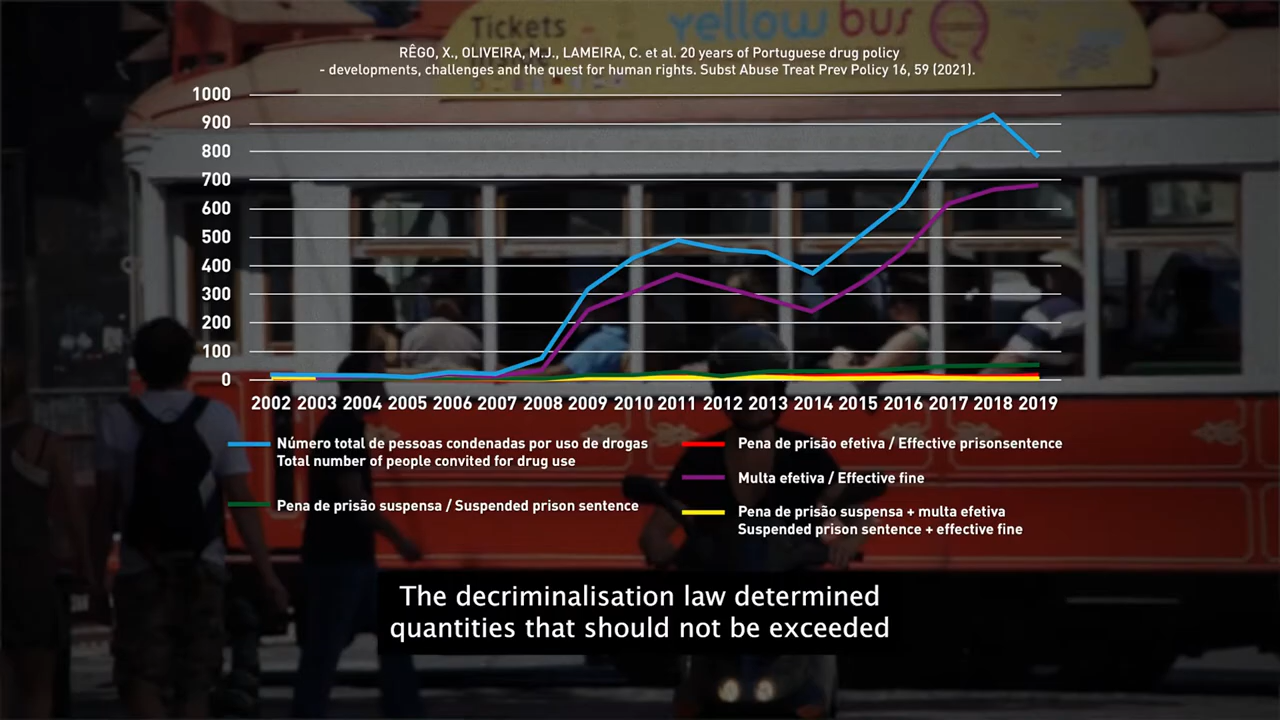 Tickets
yellow bus
RÊGO, X., OLIVEIRA, M.J., LAMEIRA, C. et al. 20 years of Portuguese drug policy
- developments, challenges and the quest for human rights. Subst Abuse Treat Prev Policy 16, 59 (2021).
1000
900
800
700
600
500
400
300
200
100
0
2002 2003 2004 2005 2006 2007 2008 2009 2010 2011 2012 2013 2014 2015 2016 2017 2018 2019
Número total de pessoas condenadas por uso de drogas
Total number of people convited for drug use
Pena de prisão suspensa / Suspended prison sentence
Pena de prisão efetiva / Effective prisonsentence
Multa efetiva / Effective fine
Pena de prisão suspensa + multa efetiva
Suspended prison sentence + effective fine
The decriminalisation law determined
quantities that should not be exceeded